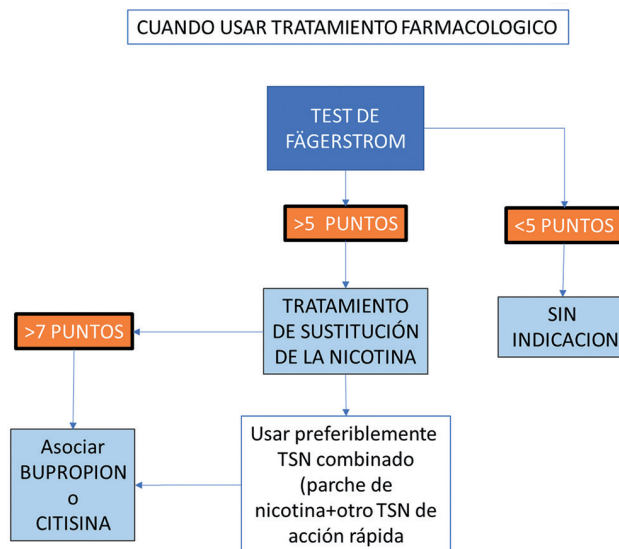 CUANDO USAR TRATAMIENTO FARMACOLOGICO
TEST DE
FÄGERSTROM
>5 PUNTOS
<5 PUNTOS
TRATAMIENTO
DE SUSTITUCIÓN
DE LA NICOTINA
SIN
INDICACION
>7 PUNTOS
Asociar
BUPROPION
o
CITISINA
Usar preferiblemente
TSN combinado
(parche de
nicotina+otro TSN de
acción rápida